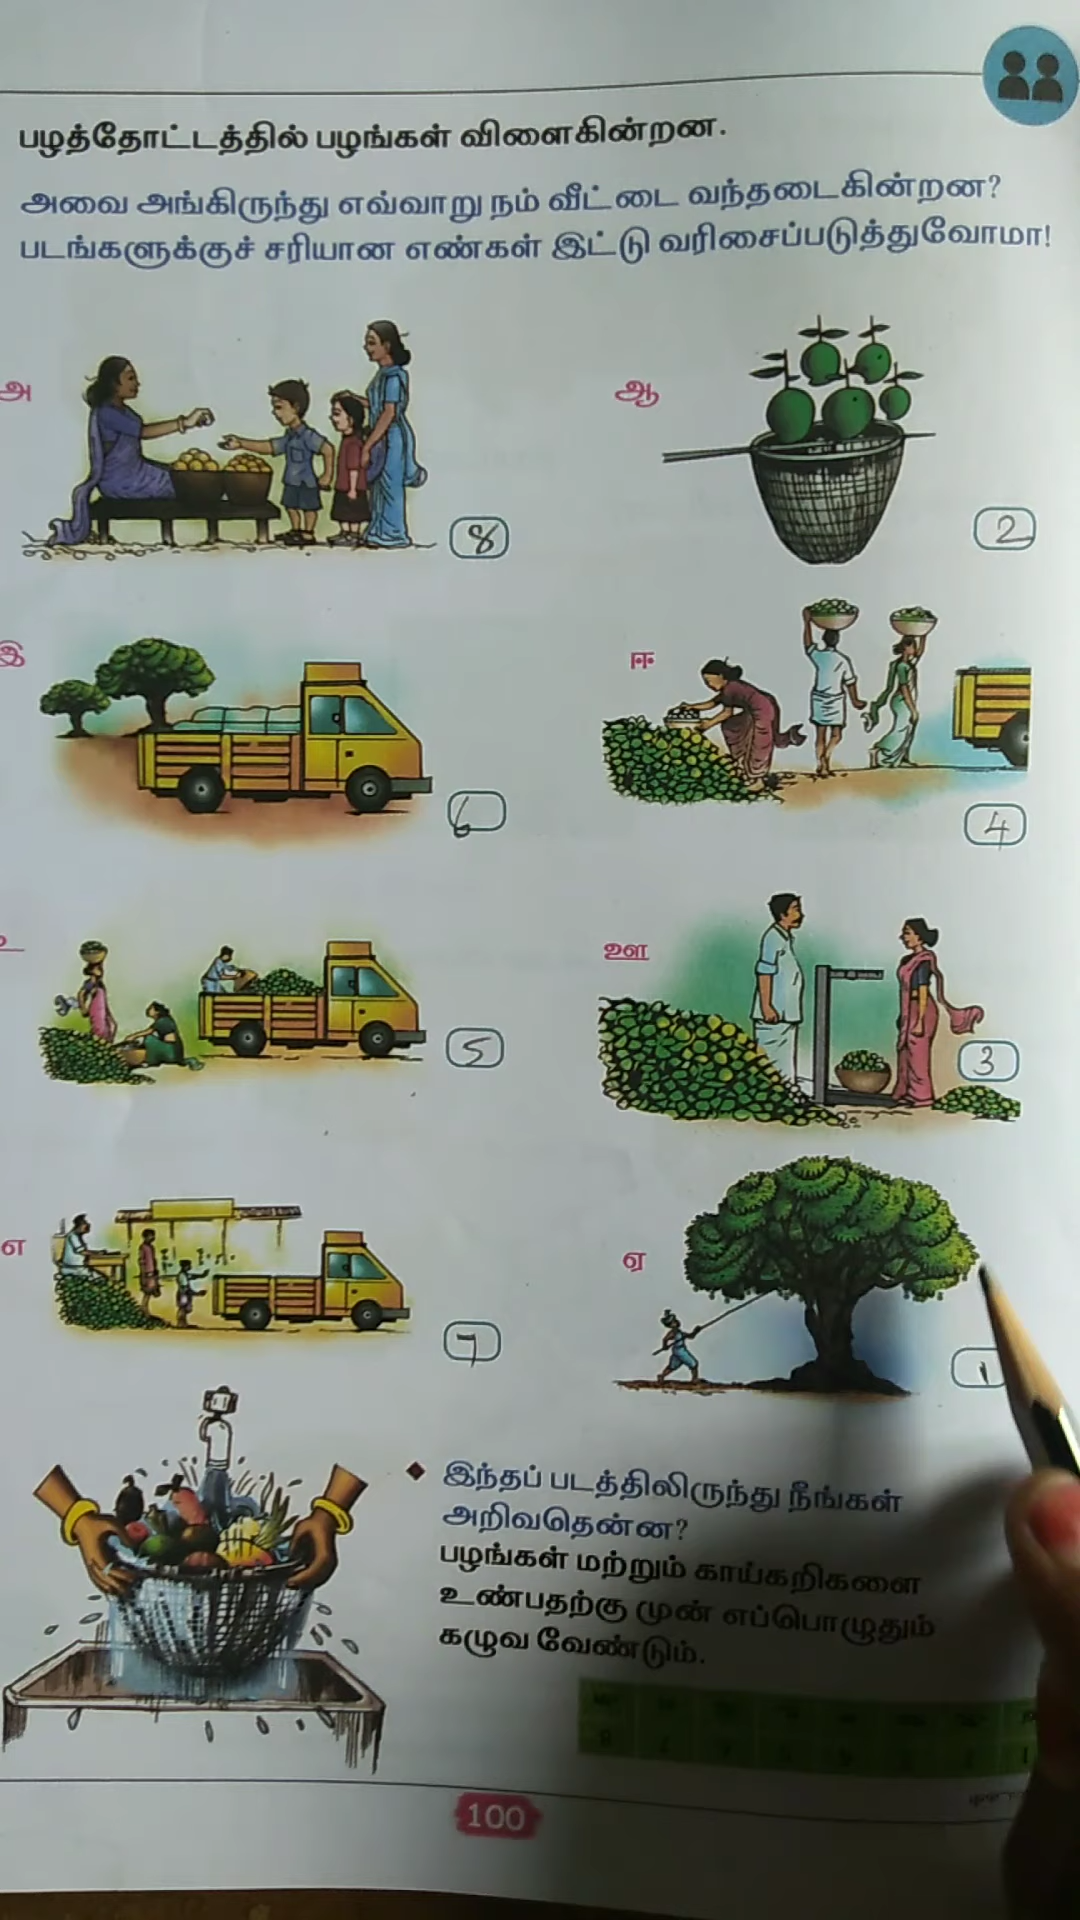 பழத்தோட்டத்தில் பழங்கள் விளைகின்றன.
அவை அங்கிருந்து எவ்வாறு நம் வீட்டை வந்தடைகின்றன?
படங்களுக்குச் சரியான எண்கள் இட்டு வரிசைப்படுத்துவோமா!
அ
ஆ
8
2
இ
ஈ
6
4
ஊ
5
3
எ
ஏ
7
1
இந்தப் படத்திலிருந்து நீங்கள்
அறிவதென்ன?
பழங்கள் மற்றும் காய்கறிகளை
உண்பதற்கு முன் எப்பொழுதும்
கழுவ வேண்டும்.
100